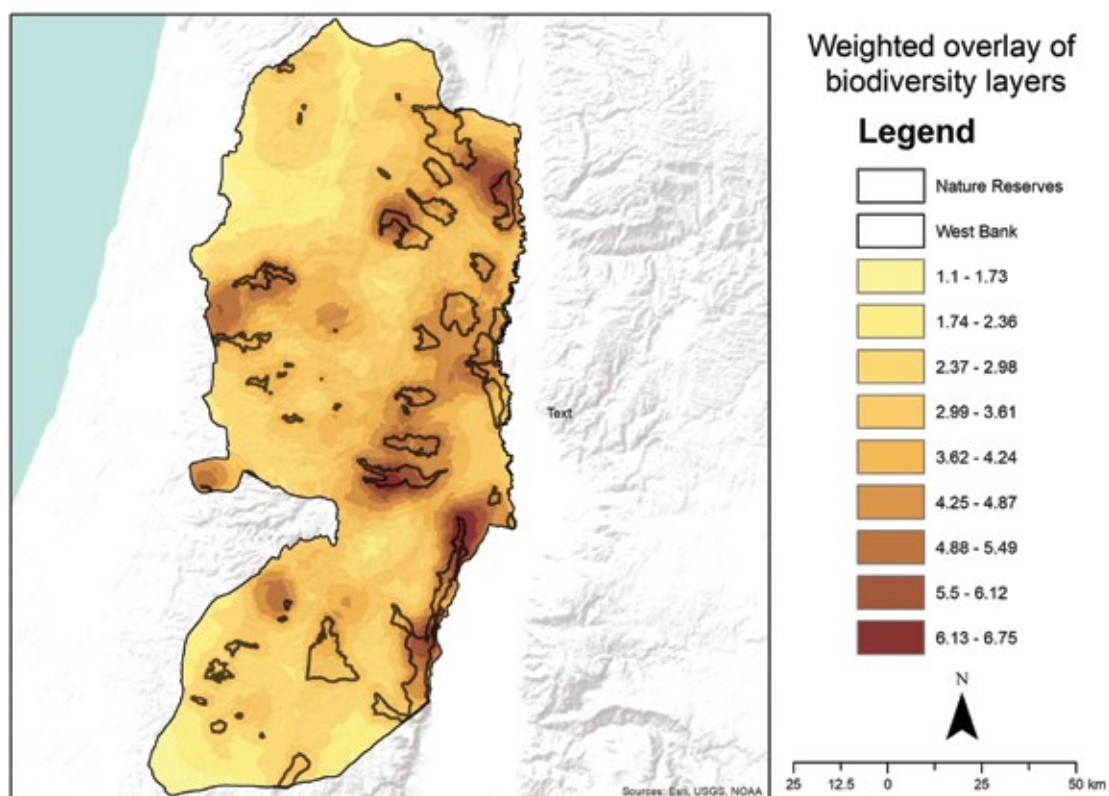 Weighted overlay of
biodiversity layers
Legend
Nature Reserves
West Bank
1.1 - 1.73
1.74 - 2.36
2.37 - 2.98
2.99 - 3.61
3.62 - 4.24
4.25 - 4.87
4.88 - 5.49
5.5 - 6.12
6.13 - 6.75
N
25 12.5 0 25 50 km
Text
Sources: Esri, USGS, NOAA